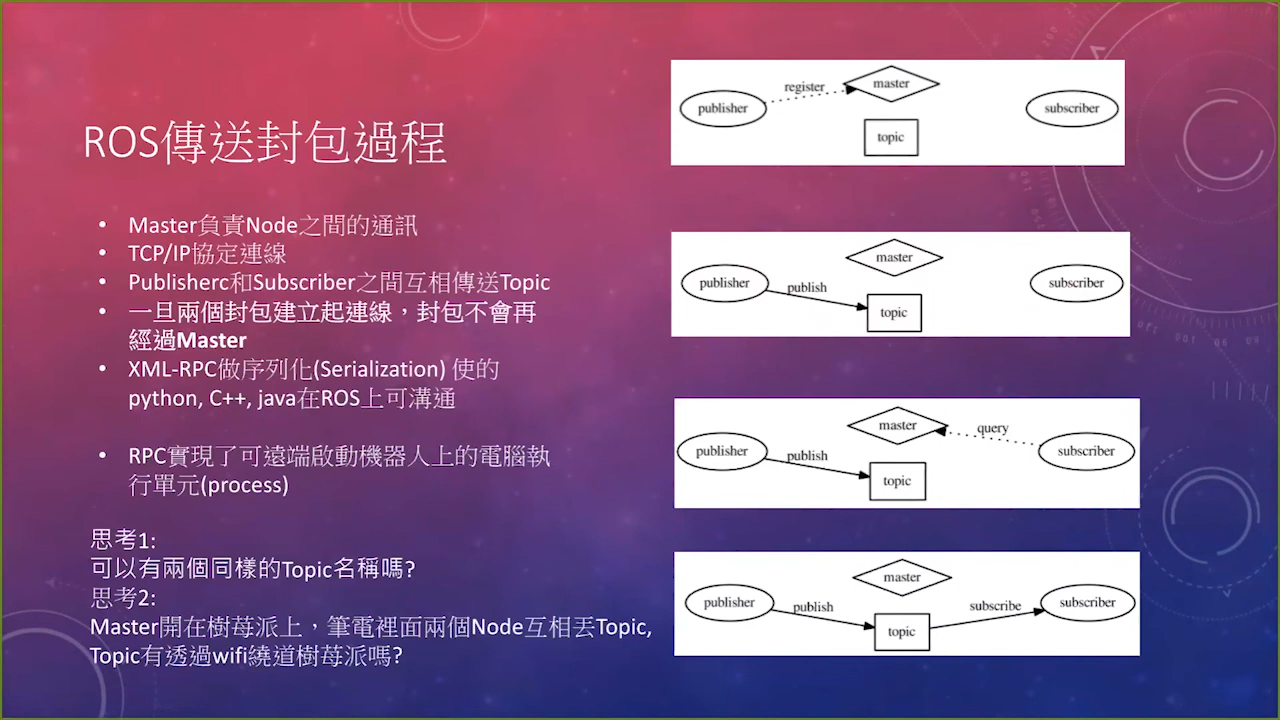 ROS傳送封包過程
• Master負責Node之間的通訊
• TCP/IP協定連線
• Publisherc和Subscriber之間互相傳送Topic
• 一旦兩個封包建立起連線，封包不會再
經過Master
• XML-RPC做序列化(Serialization) 使的
python, C++, java在ROS上可溝通
• RPC實現了可遠端啟動機器人上的電腦執
行單元(process)
思考1:
可以有兩個同樣的Topic名稱嗎?
思考2:
Master開在樹莓派上，筆電裡面兩個Node互相丟Topic,
Topic有透過wifi繞道樹莓派嗎?
publisher register master subscriber
topic
master
publisher publish subscriber
topic
master query
publisher publish subscriber
topic
master
publisher publish subscribe subscriber
topic